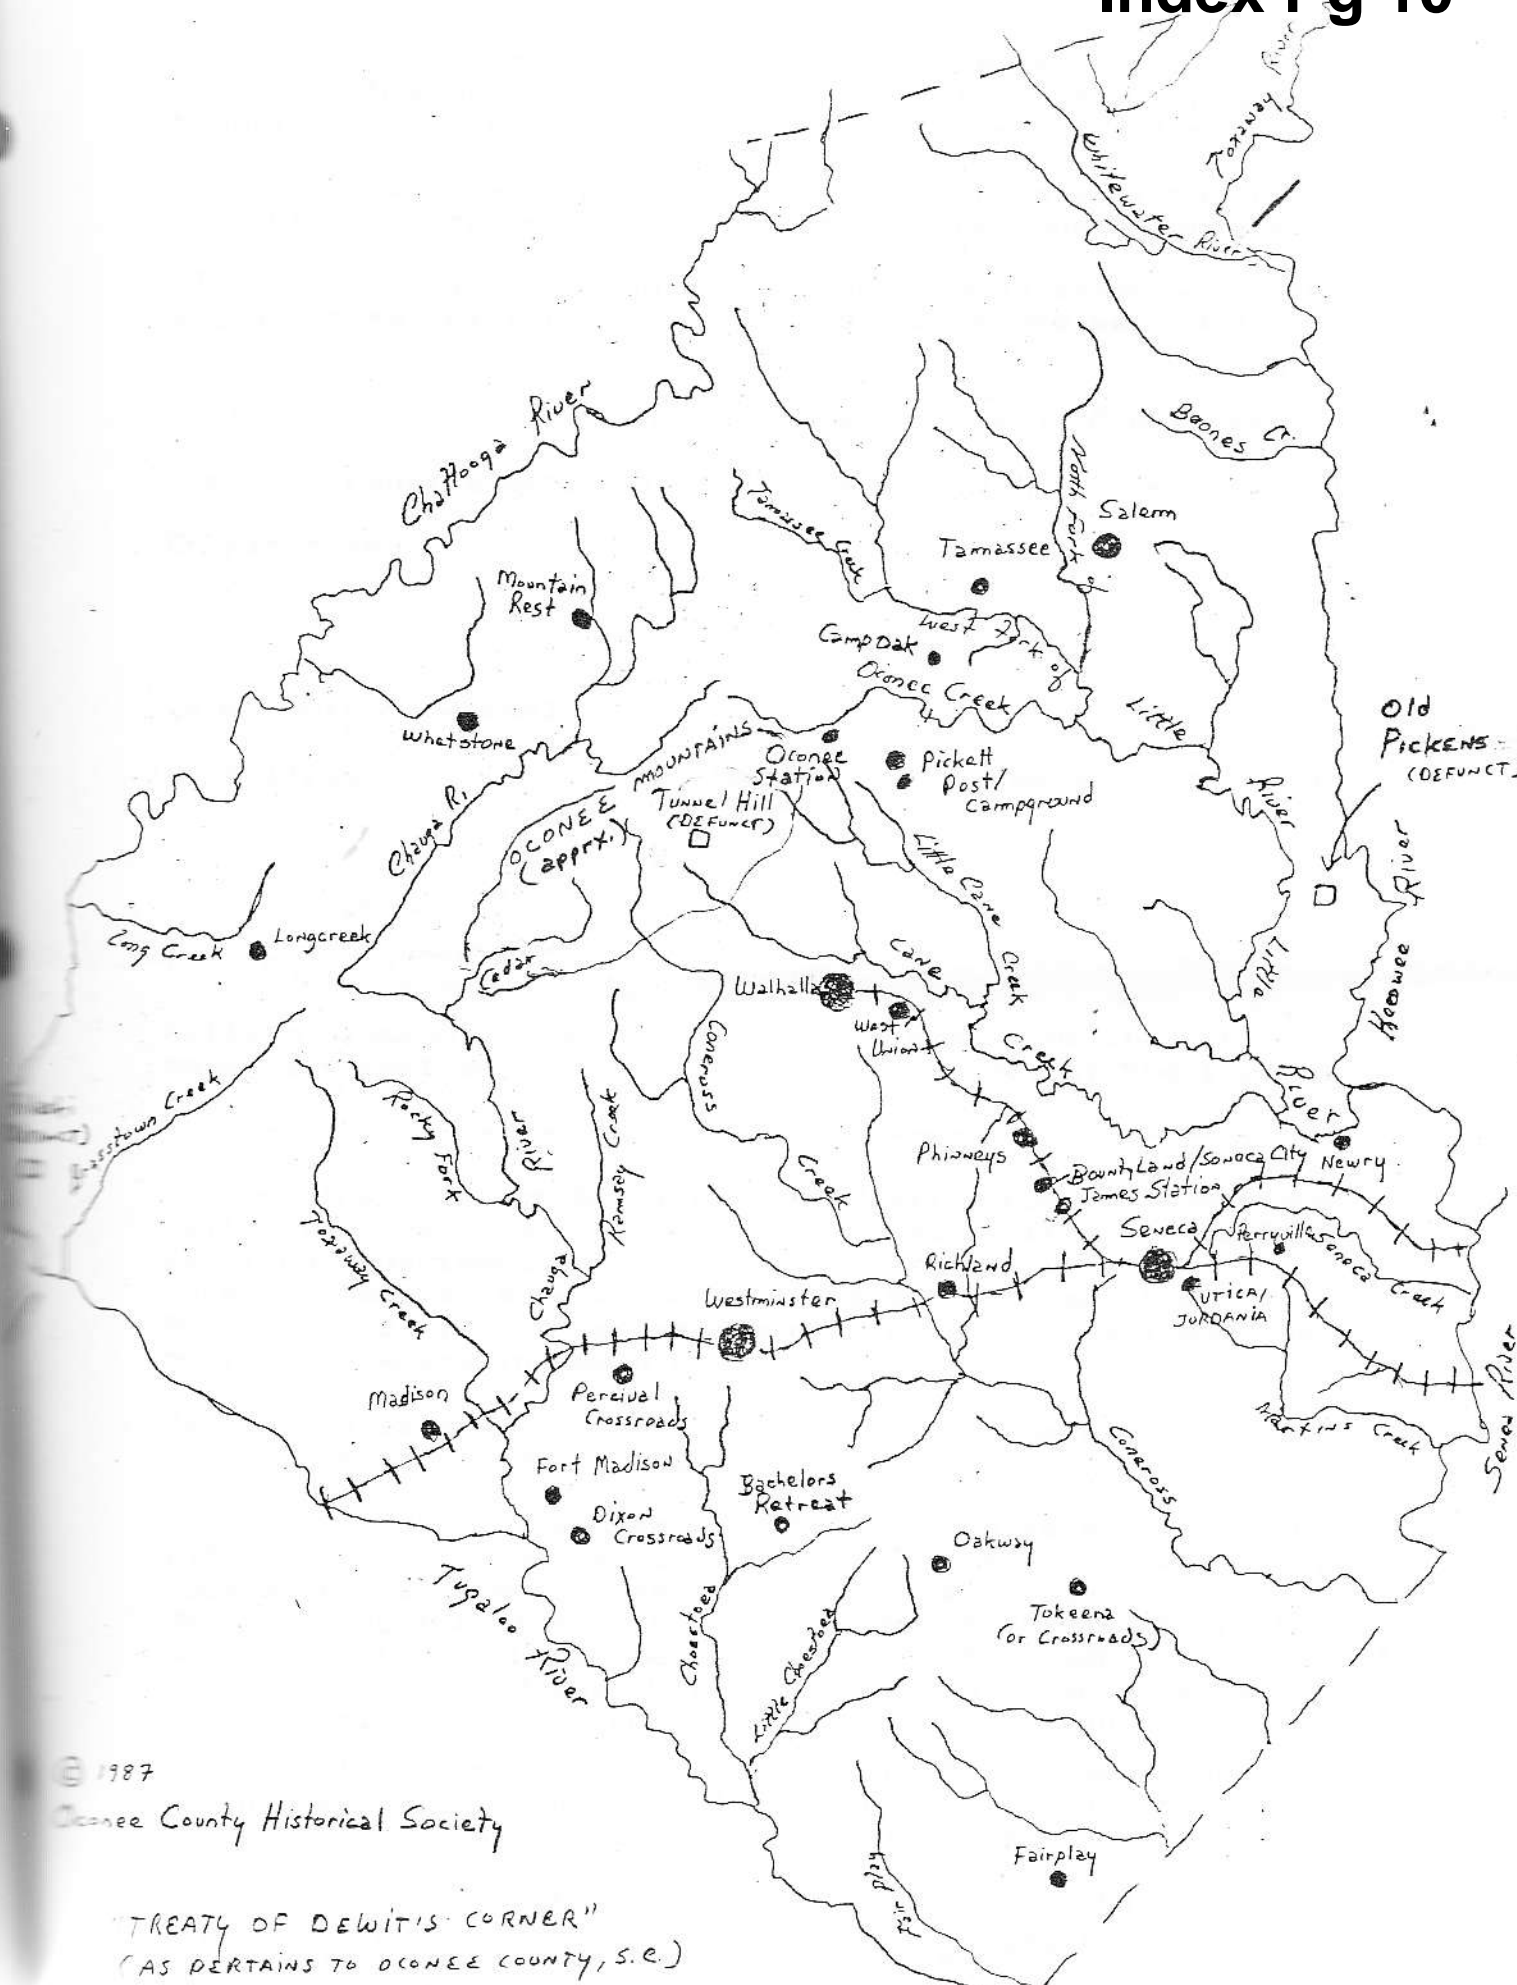 Index Pg 10
Toxaway River
Whitewater River
Chattooga River
Boones Cr.
North Fork of
Salem
Tamassee
Tamassee Creek
Mountain
Rest
West Fork of
Camp Oak
Oconee Creek
Little
River
Old
PICKENS
(DEFUNCT
Whetstone
OCONEE MOUNTAINS
(apprx.)
Oconee
Station
Pickett
Post/
Campground
TUNNEL Hill
(DEFUNCT)
Chauga R.
Little Cane
Creek
Keowee River
Little
River
Long Creek
Longcreek
Cedar
Cane
Creek
Walhalla
West
Union
Coneross
Creek
Rocky Fork
River
Ramsey Creek
Phinneys
Bountyland/Sonoca City
Newry
James Station
Seneca
Perryville
Soneca
Creek
Toxaway Creek
Chauga
Richland
UTICA/
JORDANIA
Westminster
Madison
Percival
Crossroads
Martins Creek
Senea River
Fort Madison
Bachelors
Retreat
Coneross
Dixon
Crossroads
Oakway
Tugaloo River
Tokeena
(or Crossroads)
Choestoea
Little Choestoea
Fairplay
Fair Play
© 1987
Oconee County Historical Society
"TREATY OF DEWIT'S CORNER"
(AS PERTAINS TO OCONEE COUNTY, S.C.)